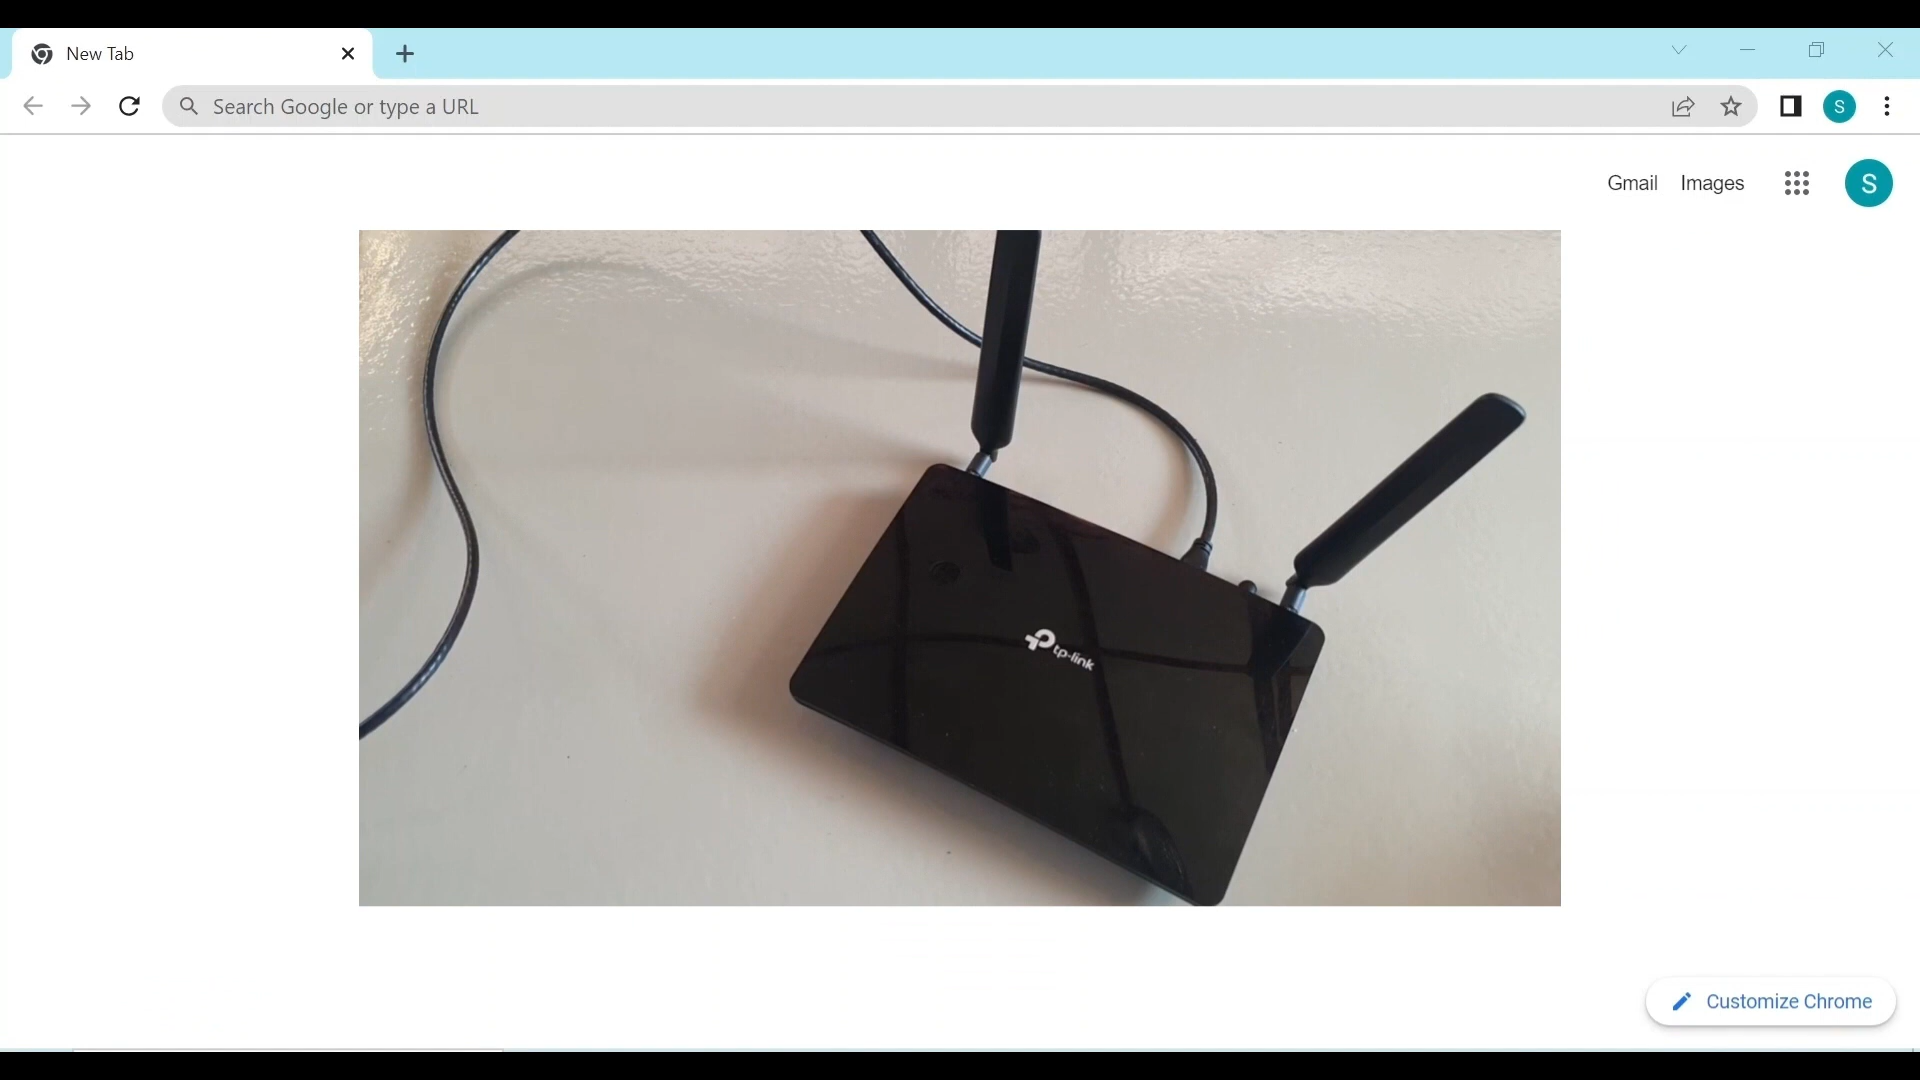 New Tab
Search Google or type a URL
S
Gmail
Images
S
tp-link
Customize Chrome